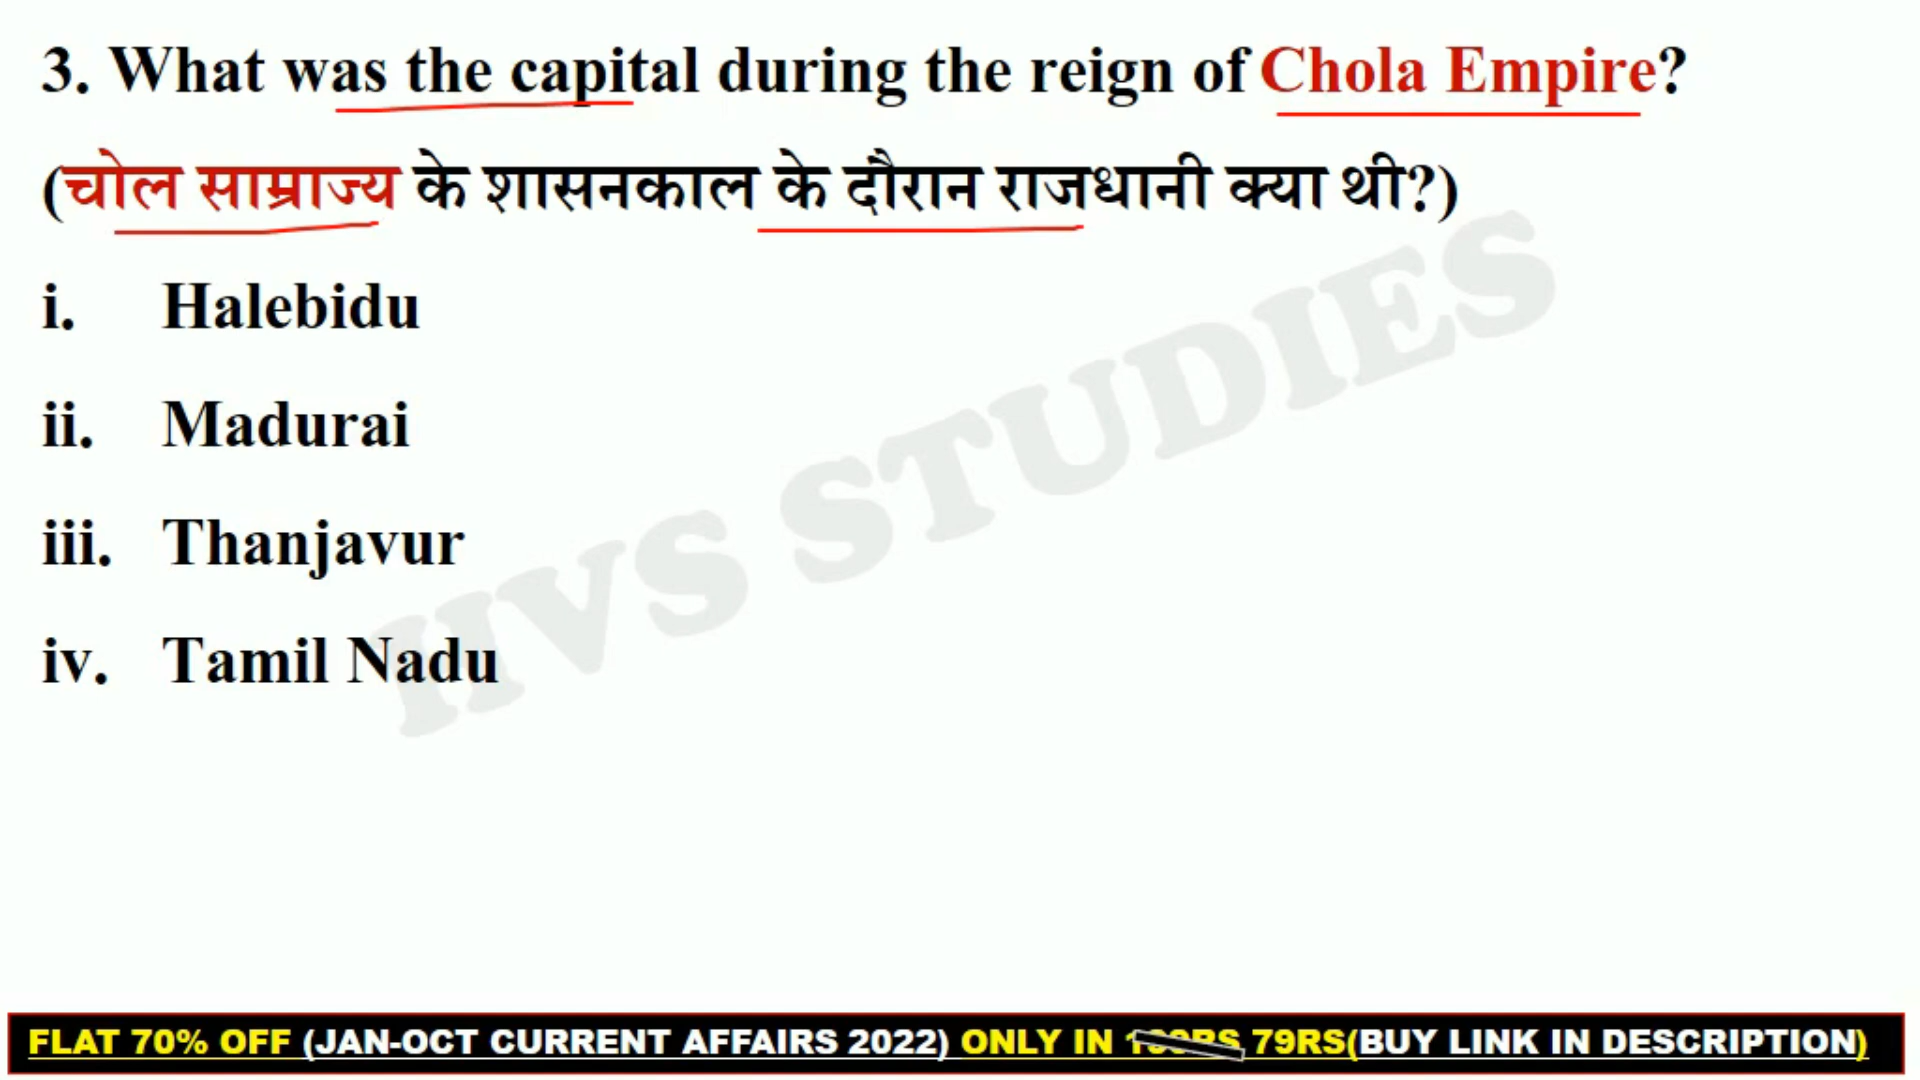 3. What was the capital during the reign of Chola Empire?
(चोल साम्राज्य के शासनकाल के दौरान राजधानी क्या थी?)
i. Halebidu
ii. Madurai
iii. Thanjavur
iv. Tamil Nadu
HVS STUDIES
FLAT 70% OFF (JAN-OCT CURRENT AFFAIRS 2022) ONLY IN 79RS(BUY LINK IN DESCRIPTION)